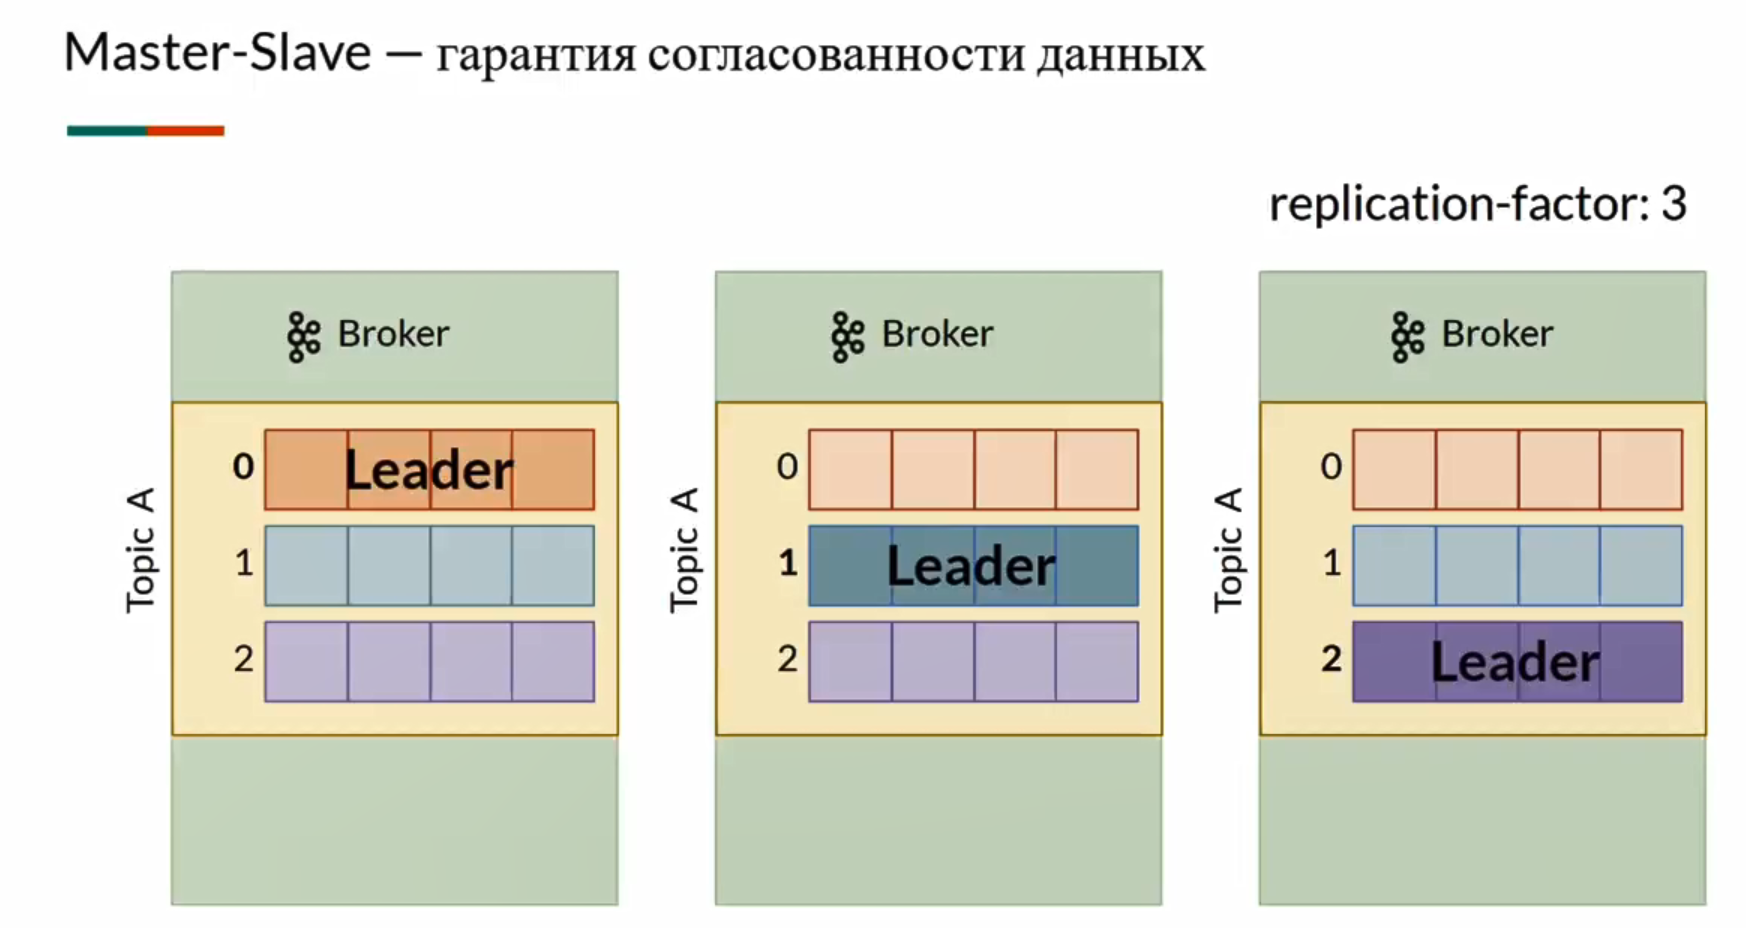 Master-Slave — гарантия согласованности данных
replication-factor: 3
Broker
Topic A
0 Leader
1
2
Broker
Topic A
0
1 Leader
2
Broker
Topic A
0
1
2 Leader